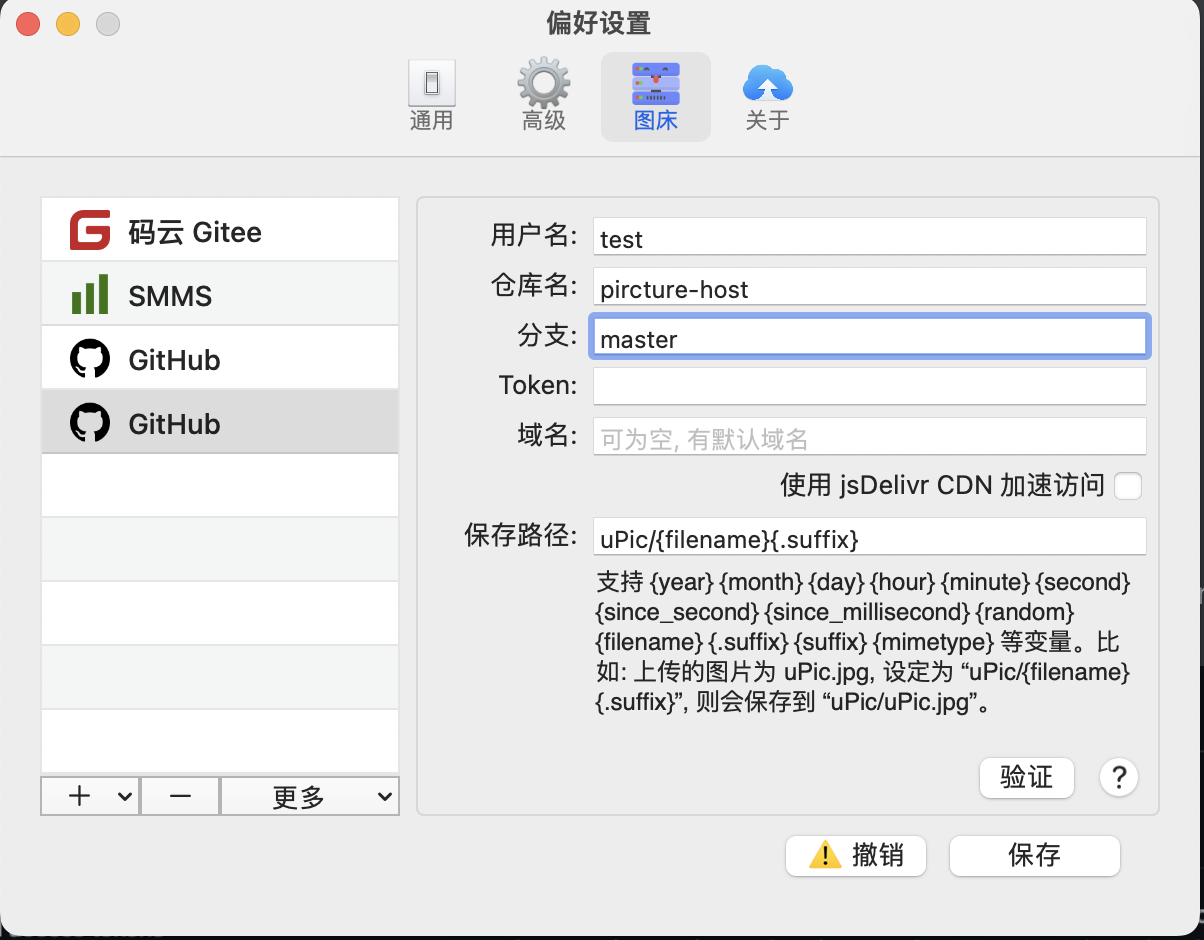 偏好设置
通用
高级
图床
关于
码云 Gitee
SMMS
GitHub
GitHub
更多
用户名: test
仓库名: pircture-host
分支: master
Token:
域名: 可为空, 有默认域名
使用 jsDelivr CDN 加速访问
保存路径: uPic/{filename}{.suffix}
支持 {year} {month} {day} {hour} {minute} {second}
{since_second} {since_millisecond} {random}
{filename} {.suffix} {suffix} {mimetype} 等变量。比
如: 上传的图片为 uPic.jpg, 设定为 “uPic/{filename}
{.suffix}”, 则会保存到 “uPic/uPic.jpg”。
验证
?
撤销
保存